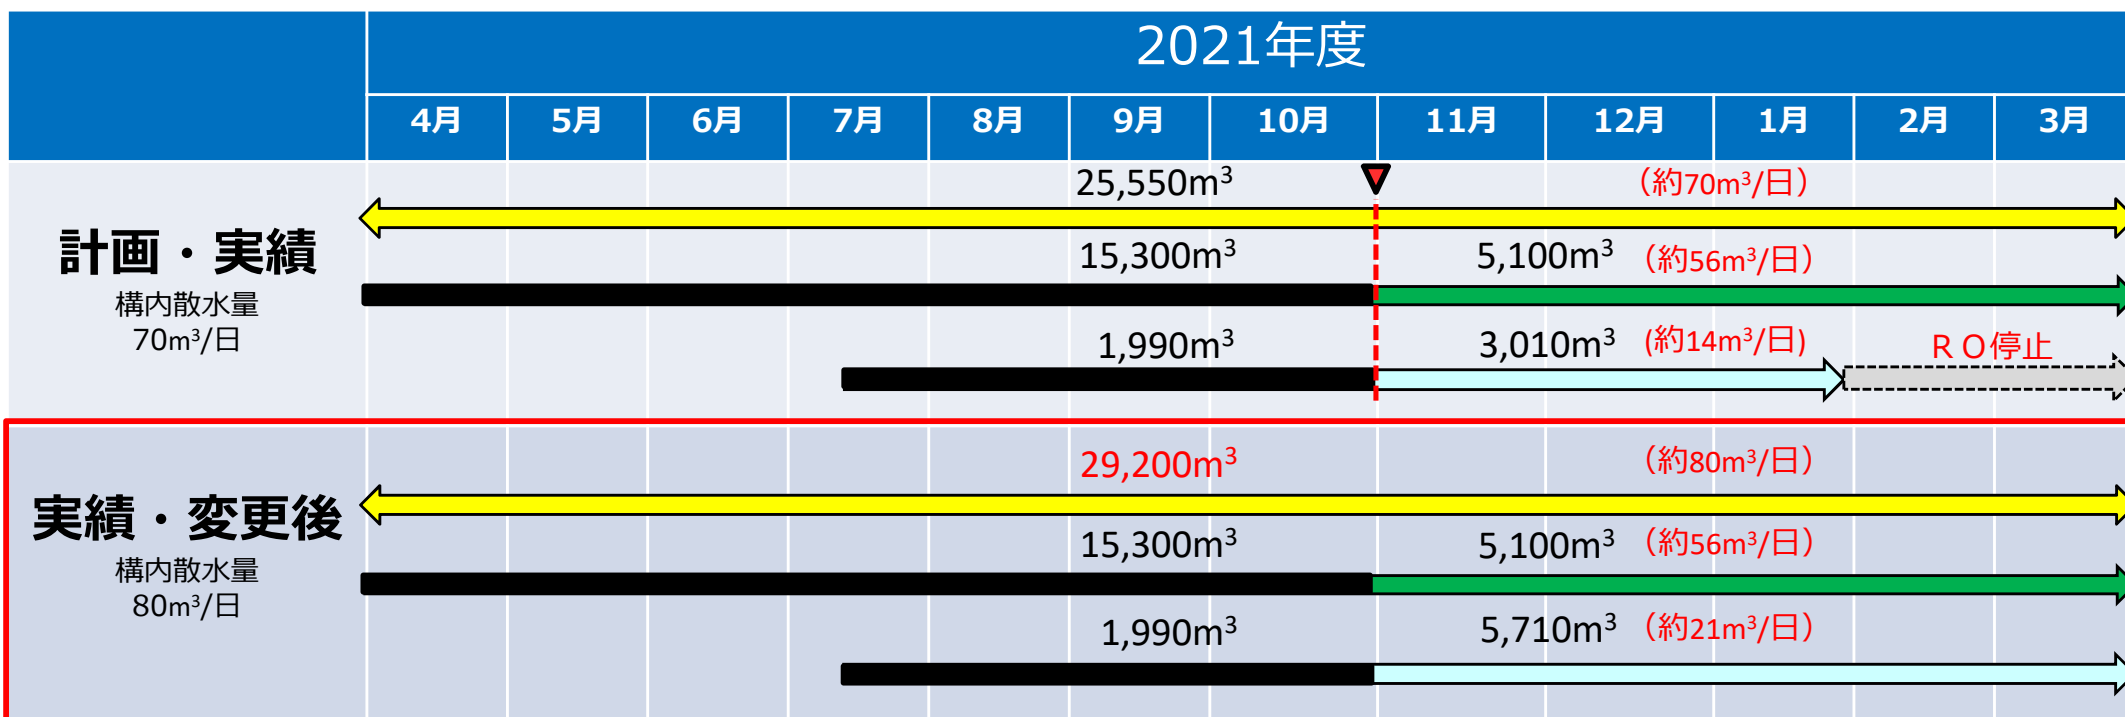 2021年度
4月 5月 6月 7月 8月 9月 10月 11月 12月 1月 2月 3月
計画・実績
構内散水量
70m³/日
25,550m³ （約70m³/日）
15,300m³ 5,100m³ （約56m³/日）
1,990m³ 3,010m³ (約14m³/日) ＲＯ停止
実績・変更後
構内散水量
80m³/日
29,200m³ （約80m³/日）
15,300m³ 5,100m³ （約56m³/日）
1,990m³ 5,710m³ （約21m³/日）